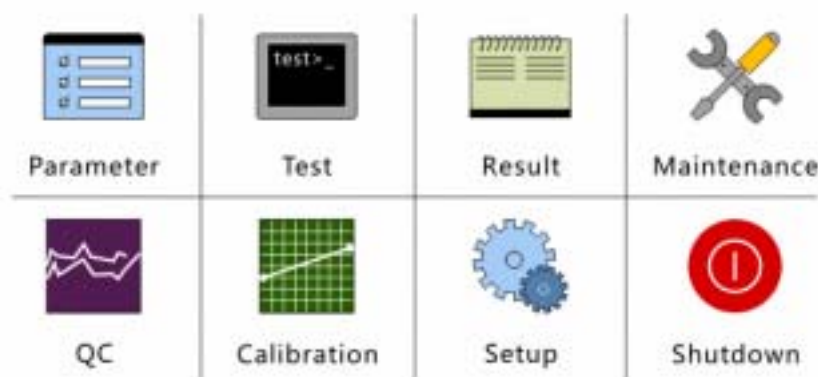 test>_
Parameter
Test
Result
Maintenance
QC
Calibration
Setup
Shutdown